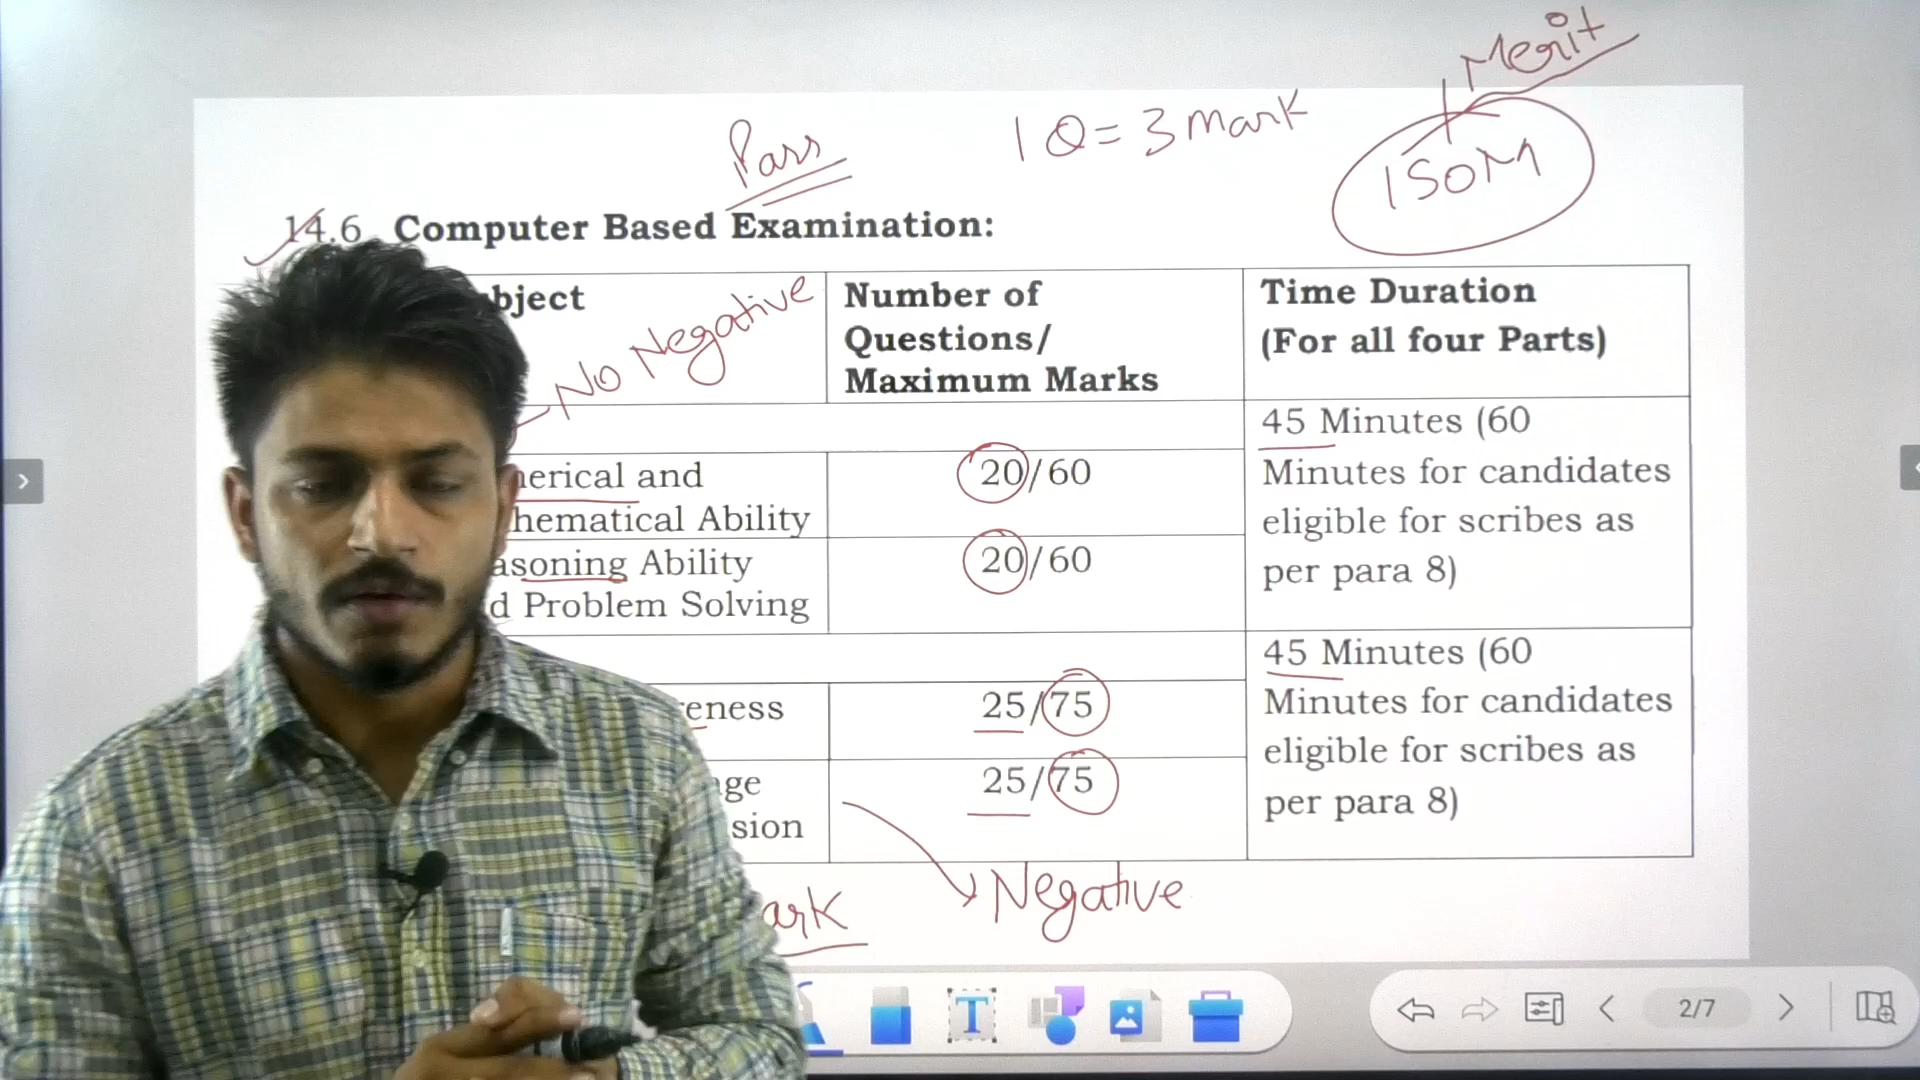 Merit
1 Q = 3 mark
Pass
150M
14.6 Computer Based Examination:
bject
No Negative
Number of
Questions/
Maximum Marks
Time Duration
(For all four Parts)
45 Minutes (60
Minutes for candidates
eligible for scribes as
per para 8)
nerical and
hematical Ability
20/60
asoning Ability
d Problem Solving
20/60
45 Minutes (60
Minutes for candidates
eligible for scribes as
per para 8)
eness
25/75
ge
sion
25/75
ark
Negative
T
2/7